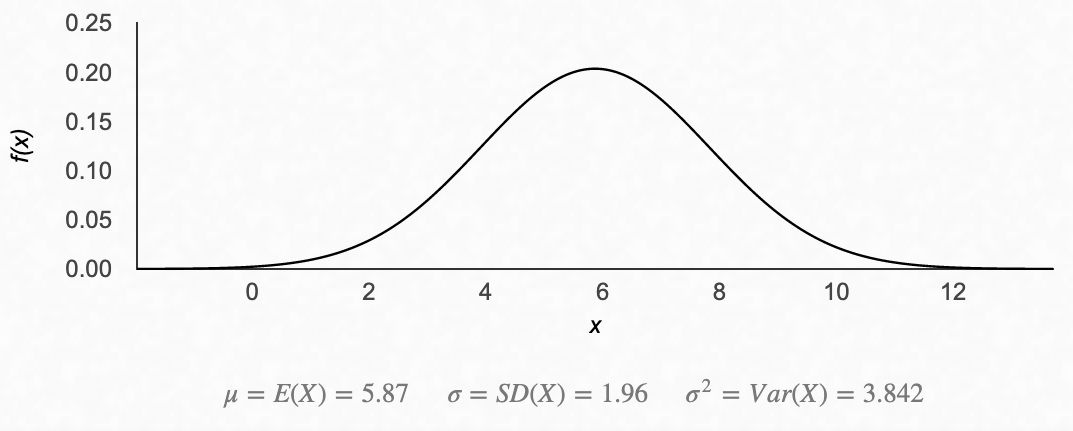 0.25
0.20
0.15
0.10
0.05
0.00
f(x)
0 2 4 6 8 10 12
x
μ = E(X) = 5.87 σ = SD(X) = 1.96 σ² = Var(X) = 3.842